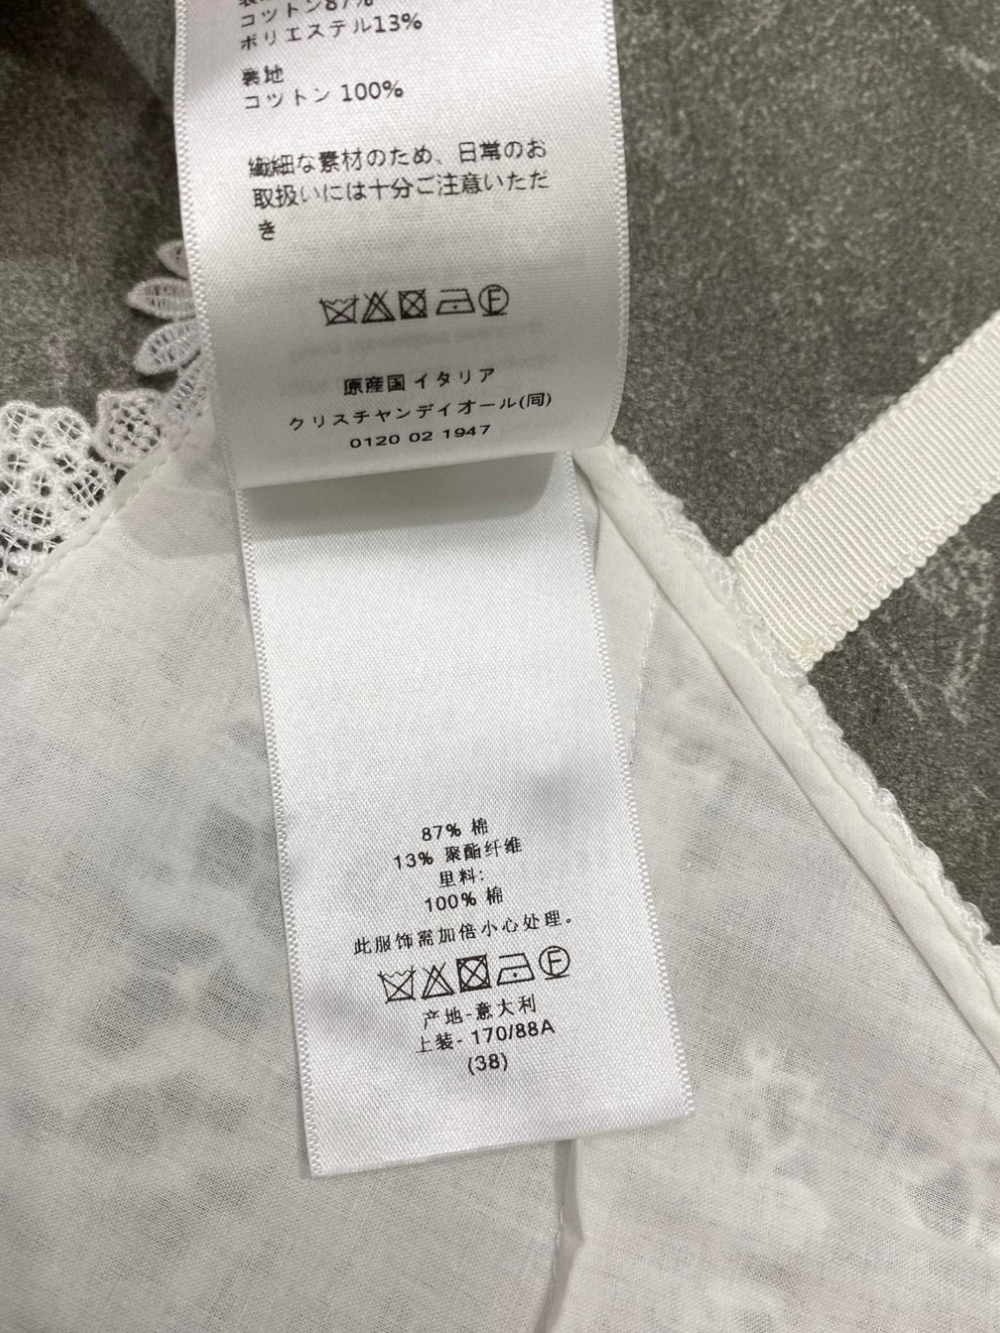 コットン87%
ポリエステル13%
裏地
コットン 100%
繊細な素材のため、日常のお
取扱いには十分ご注意いただ
き
原産国 イタリア
クリスチャンディオール(同)
0120 02 1947
87% 棉
13% 聚酯纤维
里料:
100% 棉
此服饰需加倍小心处理。
产地-意大利
上装- 170/88A
(38)